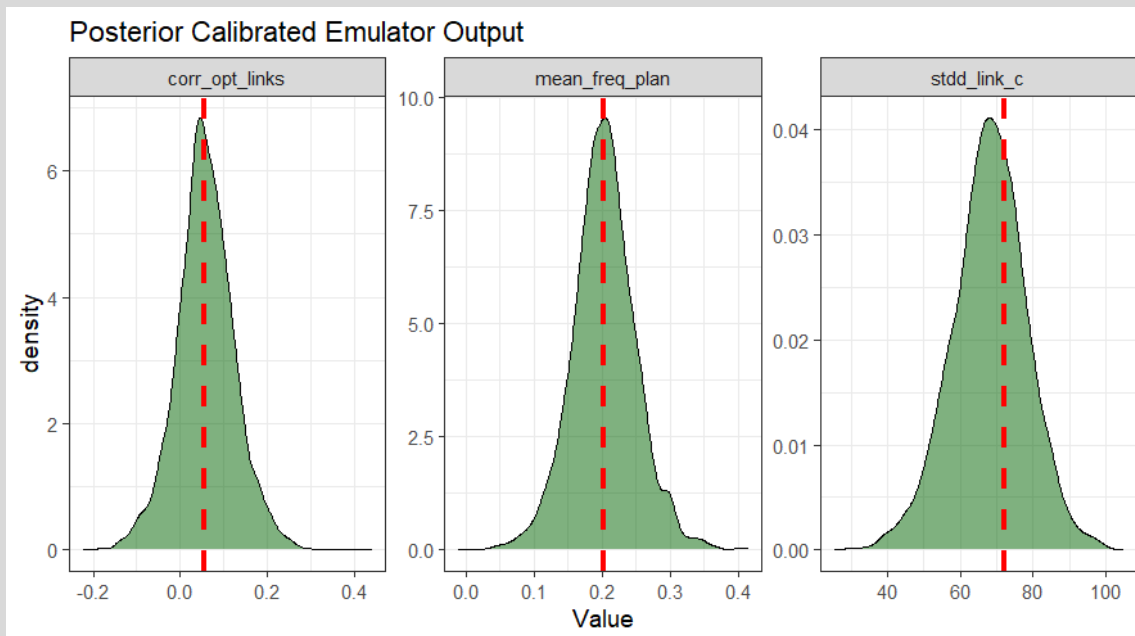 Posterior Calibrated Emulator Output
corr_opt_links
mean_freq_plan
stdd_link_c
density
6
4
2
0
10.0
7.5
5.0
2.5
0.0
0.04
0.03
0.02
0.01
0.00
-0.2 0.0 0.2 0.4
0.0 0.1 0.2 0.3 0.4
40 60 80 100
Value